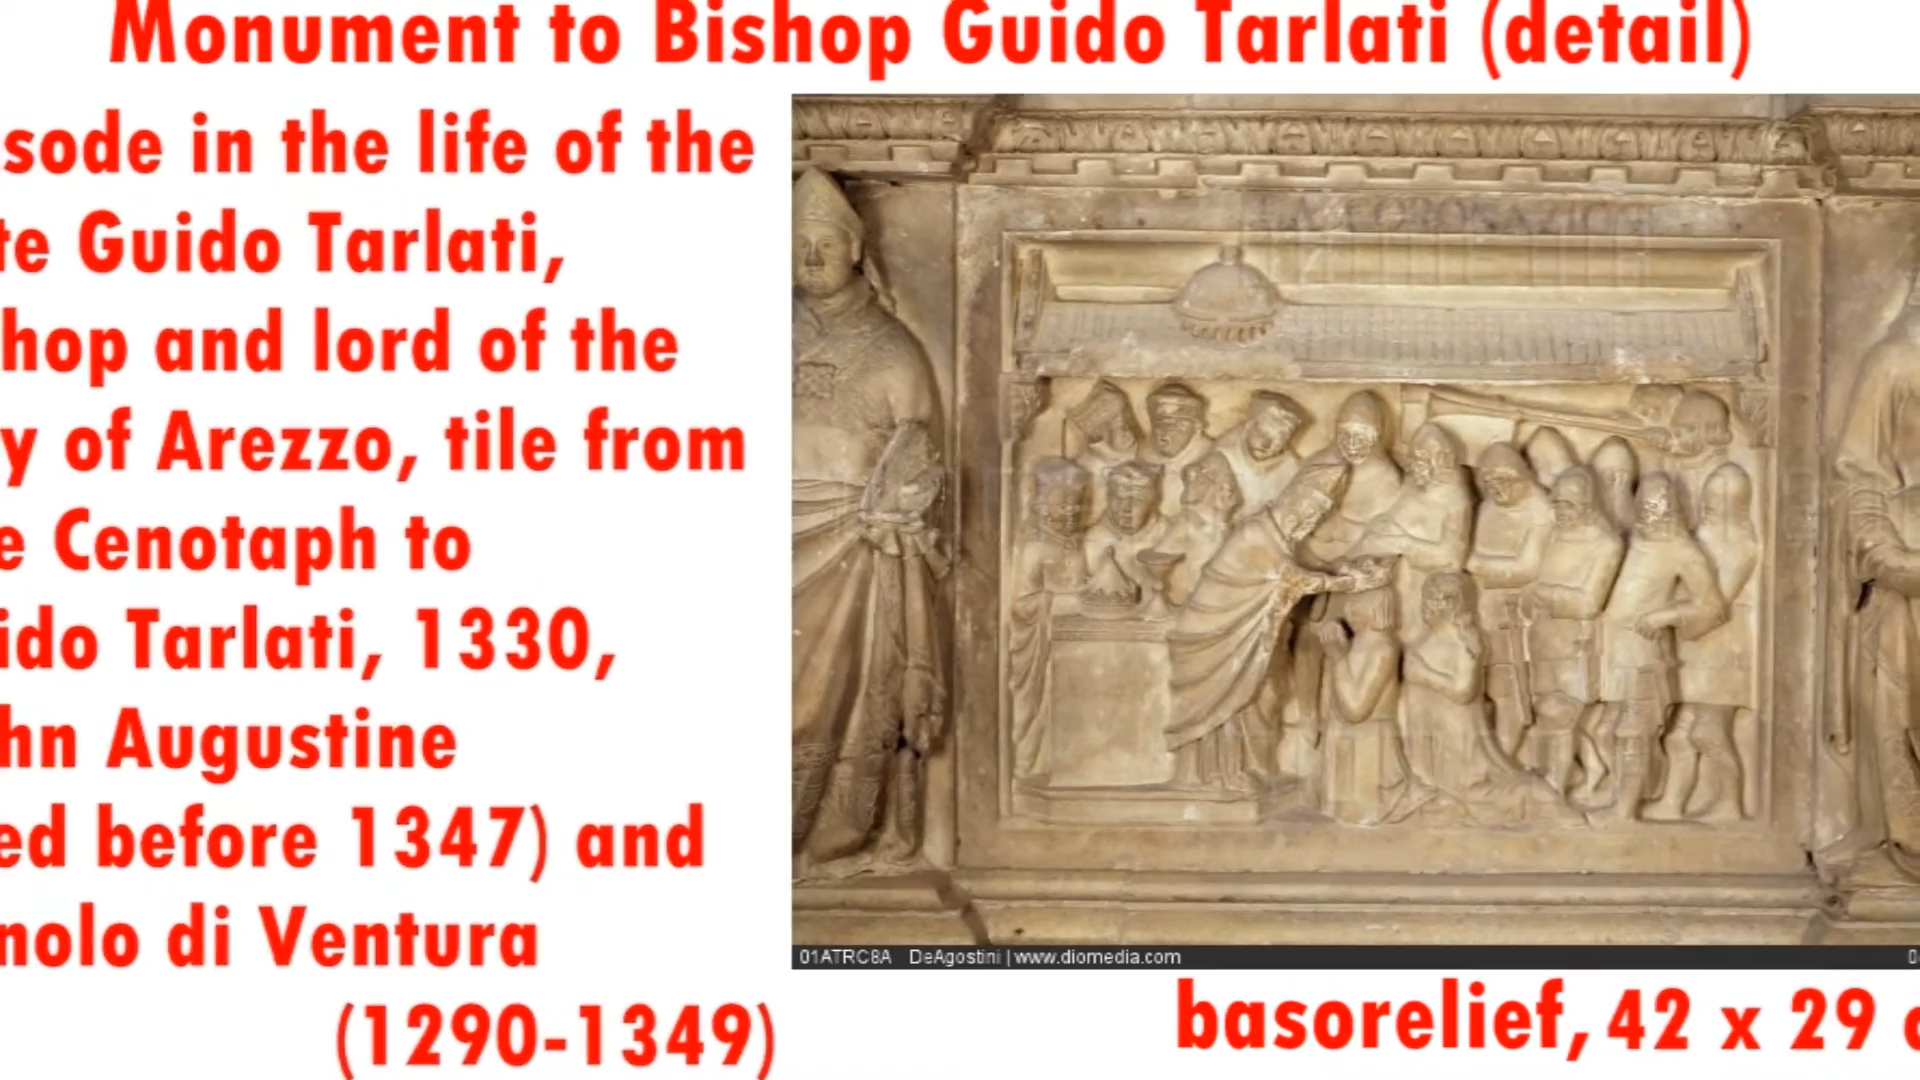 Monument to Bishop Guido Tarlati (detail)
sode in the life of the
te Guido Tarlati,
hop and lord of the
y of Arezzo, tile from
e Cenotaph to
ido Tarlati, 1330,
hn Augustine
ed before 1347) and
nolo di Ventura
(1290-1349)
LA CORONAZIONE
01ATRC8A DeAgostini | www.diomedia.com
basorelief, 42 x 29